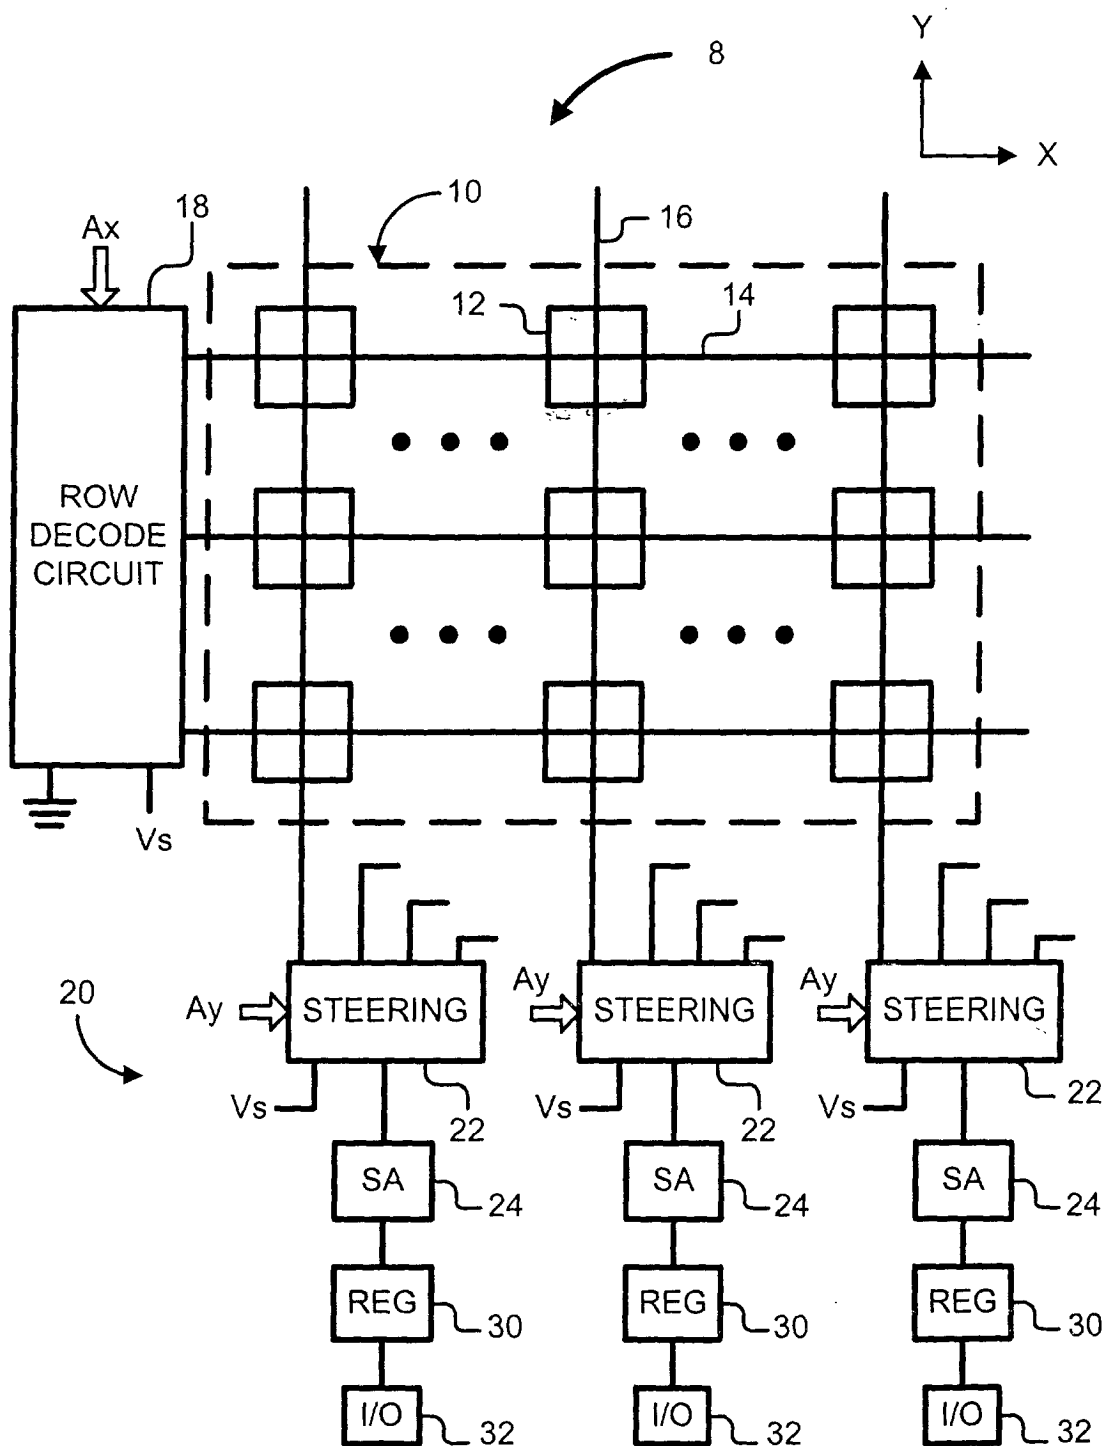 Y
8
X
18
10
16
Ax
12
14
ROW
DECODE
CIRCUIT
Vs
20
Ay
STEERING
Ay
STEERING
Ay
STEERING
Vs
22
Vs
22
Vs
22
SA
24
SA
24
SA
24
REG
30
REG
30
REG
30
I/O
32
I/O
32
I/O
32